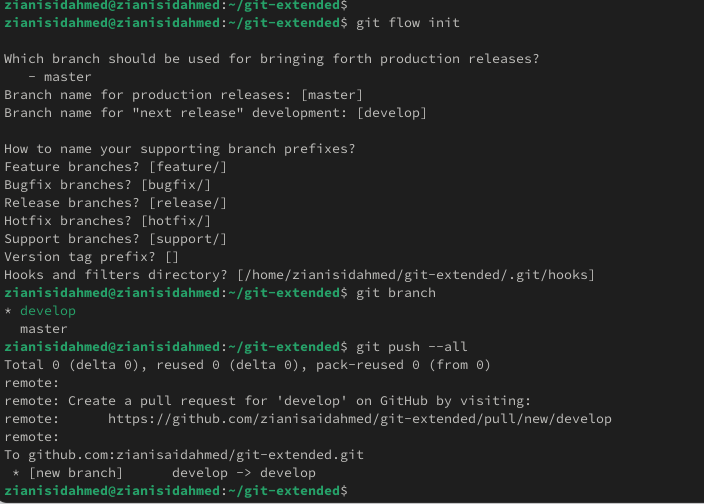 zianisidahmed@zianisidahmed:~/git-extended$
zianisidahmed@zianisidahmed:~/git-extended$ git flow init

Which branch should be used for bringing forth production releases?
   - master
Branch name for production releases: [master]
Branch name for "next release" development: [develop]

How to name your supporting branch prefixes?
Feature branches? [feature/]
Bugfix branches? [bugfix/]
Release branches? [release/]
Hotfix branches? [hotfix/]
Support branches? [support/]
Version tag prefix? []
Hooks and filters directory? [/home/zianisidahmed/git-extended/.git/hooks]
zianisidahmed@zianisidahmed:~/git-extended$ git branch
* develop
  master
zianisidahmed@zianisidahmed:~/git-extended$ git push --all
Total 0 (delta 0), reused 0 (delta 0), pack-reused 0 (from 0)
remote:
remote: Create a pull request for 'develop' on GitHub by visiting:
remote:      https://github.com/zianisaidahmed/git-extended/pull/new/develop
remote:
To github.com:zianisaidahmed/git-extended.git
 * [new branch]      develop -> develop
zianisidahmed@zianisidahmed:~/git-extended$